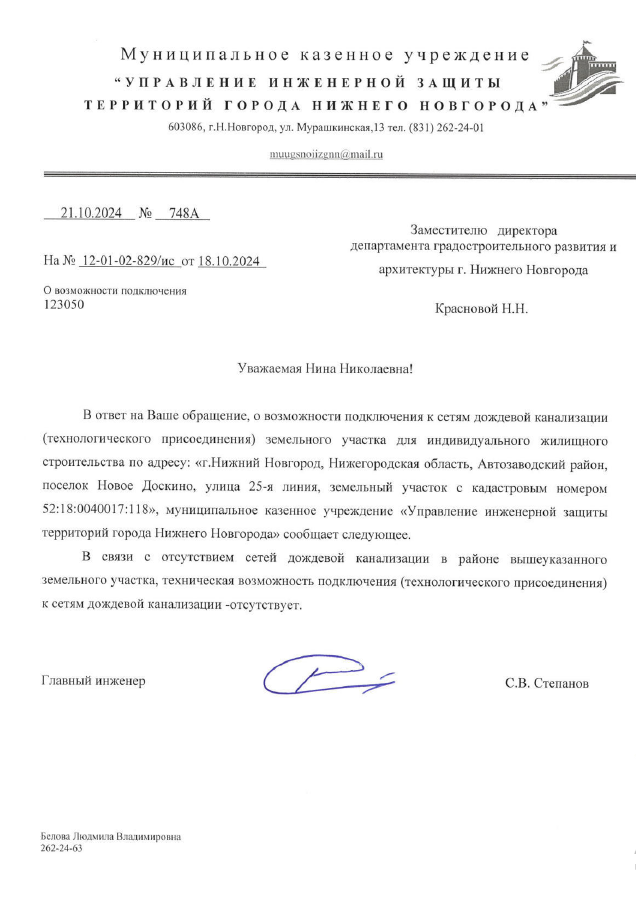 Муниципальное казенное учреждение
“УПРАВЛЕНИЕ ИНЖЕНЕРНОЙ ЗАЩИТЫ
ТЕРРИТОРИЙ ГОРОДА НИЖНЕГО НОВГОРОДА”
603086, г.Н.Новгород, ул. Мурашкинская,13 тел. (831) 262-24-01
muugsnoiizgnn@mail.ru
21.10.2024 № 748А
Заместителю директора
департамента градостроительного развития и
архитектуры г. Нижнего Новгорода
Красновой Н.Н.
На № 12-01-02-829/ис от 18.10.2024
О возможности подключения
123050
Уважаемая Нина Николаевна!
В ответ на Ваше обращение, о возможности подключения к сетям дождевой канализации
(технологического присоединения) земельного участка для индивидуального жилищного
строительства по адресу: «г.Нижний Новгород, Нижегородская область, Автозаводский район,
поселок Новое Доскино, улица 25-я линия, земельный участок с кадастровым номером
52:18:0040017:118», муниципальное казенное учреждение «Управление инженерной защиты
территорий города Нижнего Новгорода» сообщает следующее.
В связи с отсутствием сетей дождевой канализации в районе вышеуказанного
земельного участка, техническая возможность подключения (технологического присоединения)
к сетям дождевой канализации -отсутствует.
Главный инженер
С.В. Степанов
Белова Людмила Владимировна
262-24-63